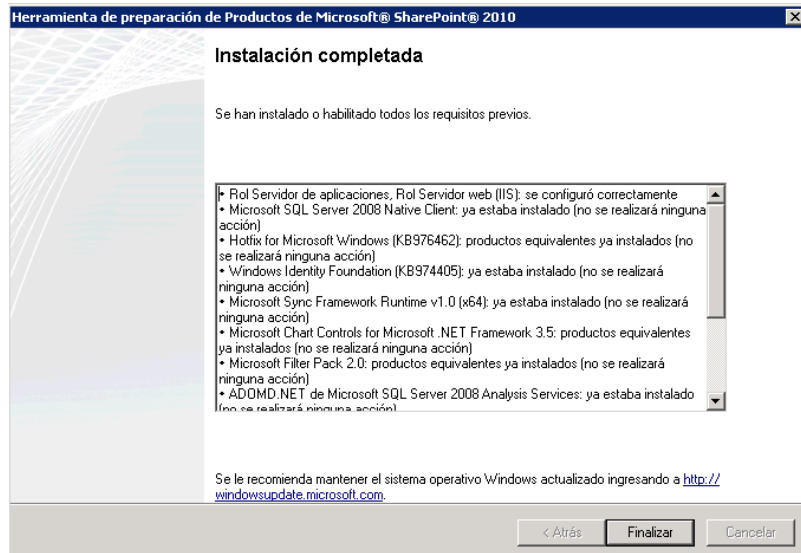 Herramienta de preparación de Productos de Microsoft® SharePoint® 2010
Instalación completada
Se han instalado o habilitado todos los requisitos previos.
• Rol Servidor de aplicaciones, Rol Servidor web (IIS): se configuró correctamente
• Microsoft SQL Server 2008 Native Client: ya estaba instalado (no se realizará ninguna
acción)
• Hotfix for Microsoft Windows (KB976462): productos equivalentes ya instalados (no
se realizará ninguna acción)
• Windows Identity Foundation (KB974405): ya estaba instalado (no se realizará
ninguna acción)
• Microsoft Sync Framework Runtime v1.0 (x64): ya estaba instalado (no se realizará
ninguna acción)
• Microsoft Chart Controls for Microsoft .NET Framework 3.5: productos equivalentes
ya instalados (no se realizará ninguna acción)
• Microsoft Filter Pack 2.0: productos equivalentes ya instalados (no se realizará
ninguna acción)
• ADOMD.NET de Microsoft SQL Server 2008 Analysis Services: ya estaba instalado
(no se realizará ninguna acción)
Se le recomienda mantener el sistema operativo Windows actualizado ingresando a http://
windowsupdate.microsoft.com.
< Atrás
Finalizar
Cancelar